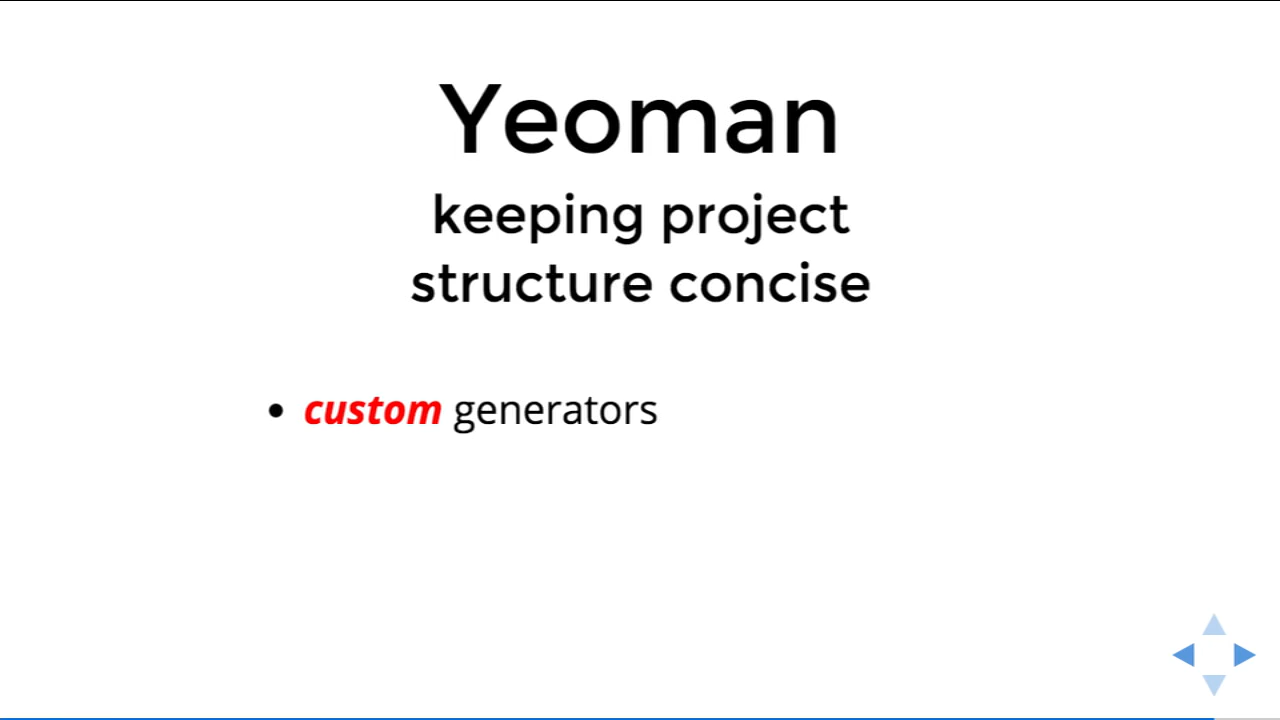 Yeoman
keeping project
structure concise
• custom generators